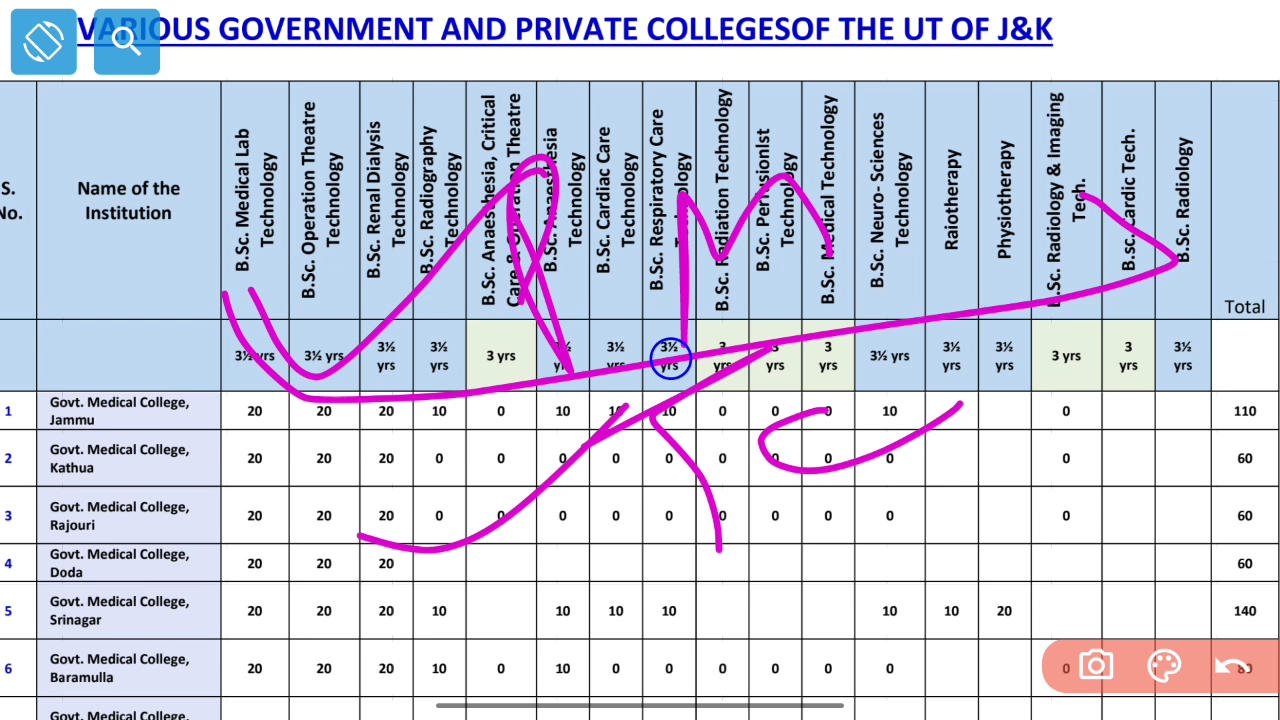 VARIOUS GOVERNMENT AND PRIVATE COLLEGESOF THE UT OF J&K
S. No.
Name of the Institution
B.Sc. Medical Lab Technology
B.Sc. Operation Theatre Technology
B.Sc. Renal Dialysis Technology
B.Sc. Radiography Technology
B.Sc. Anaesthesia, Critical Care & Operation Theatre
B.Sc. Anaesthesia Technology
B.Sc. Cardiac Care Technology
B.Sc. Respiratory Care Technology
B.Sc. Radiation Technology
B.Sc. Perfusionist Technology
B.Sc. Medical Technology
B.Sc. Neuro- Sciences Technology
Raiotherapy
Physiotherapy
B.Sc. Radiology & Imaging Tech.
B.sc. Cardic Tech.
B.Sc Radiology
Total
3½ yrs 3½ yrs 3½ yrs 3½ yrs 3 yrs 3½ yrs 3½ yrs 3½ yrs 3 yrs 3 yrs 3 yrs 3½ yrs 3½ yrs 3½ yrs 3 yrs 3 yrs 3½ yrs
1 Govt. Medical College, Jammu 20 20 20 10 0 10 10 10 0 0 0 10 0 110
2 Govt. Medical College, Kathua 20 20 20 0 0 0 0 0 0 0 0 0 0 60
3 Govt. Medical College, Rajouri 20 20 20 0 0 0 0 0 0 0 0 0 0 60
4 Govt. Medical College, Doda 20 20 20 60
5 Govt. Medical College, Srinagar 20 20 20 10 10 10 10 10 10 20 140
6 Govt. Medical College, Baramulla 20 20 20 10 0 10 0 0 0 0 0 0 0 80
Govt. Medical College,